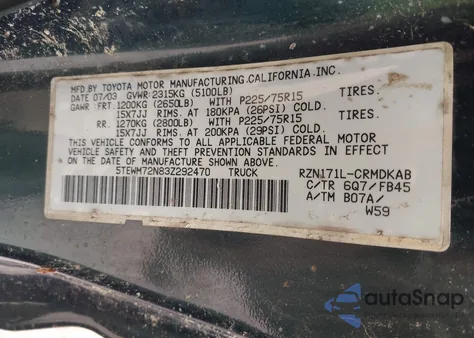 MFD. BY TOYOTA MOTOR MANUFACTURING,CALIFORNIA.INC.
DATE 07/03 GVWR:2315KG (5100LB)
GAWR: FRT.1200KG (2650LB) WITH P225/75R15 TIRES.
15X7JJ RIMS. AT 180KPA (26PSI) COLD.
RR. 1270KG (2800LB) WITH P225/75R15 TIRES.
15X7JJ RIMS. AT 200KPA (29PSI) COLD.
THIS VEHICLE CONFORMS TO ALL APPLICABLE FEDERAL MOTOR
VEHICLE SAFETY STANDARDS IN EFFECT ON THE DATE OF
MANUFACTURE SHOWN ABOVE.
5TEWM72N83Z292470 TRUCK RZN171L-CRMDKAB
C/TR 6Q7/FB45
A/TM B07A/
W59
autoSnap